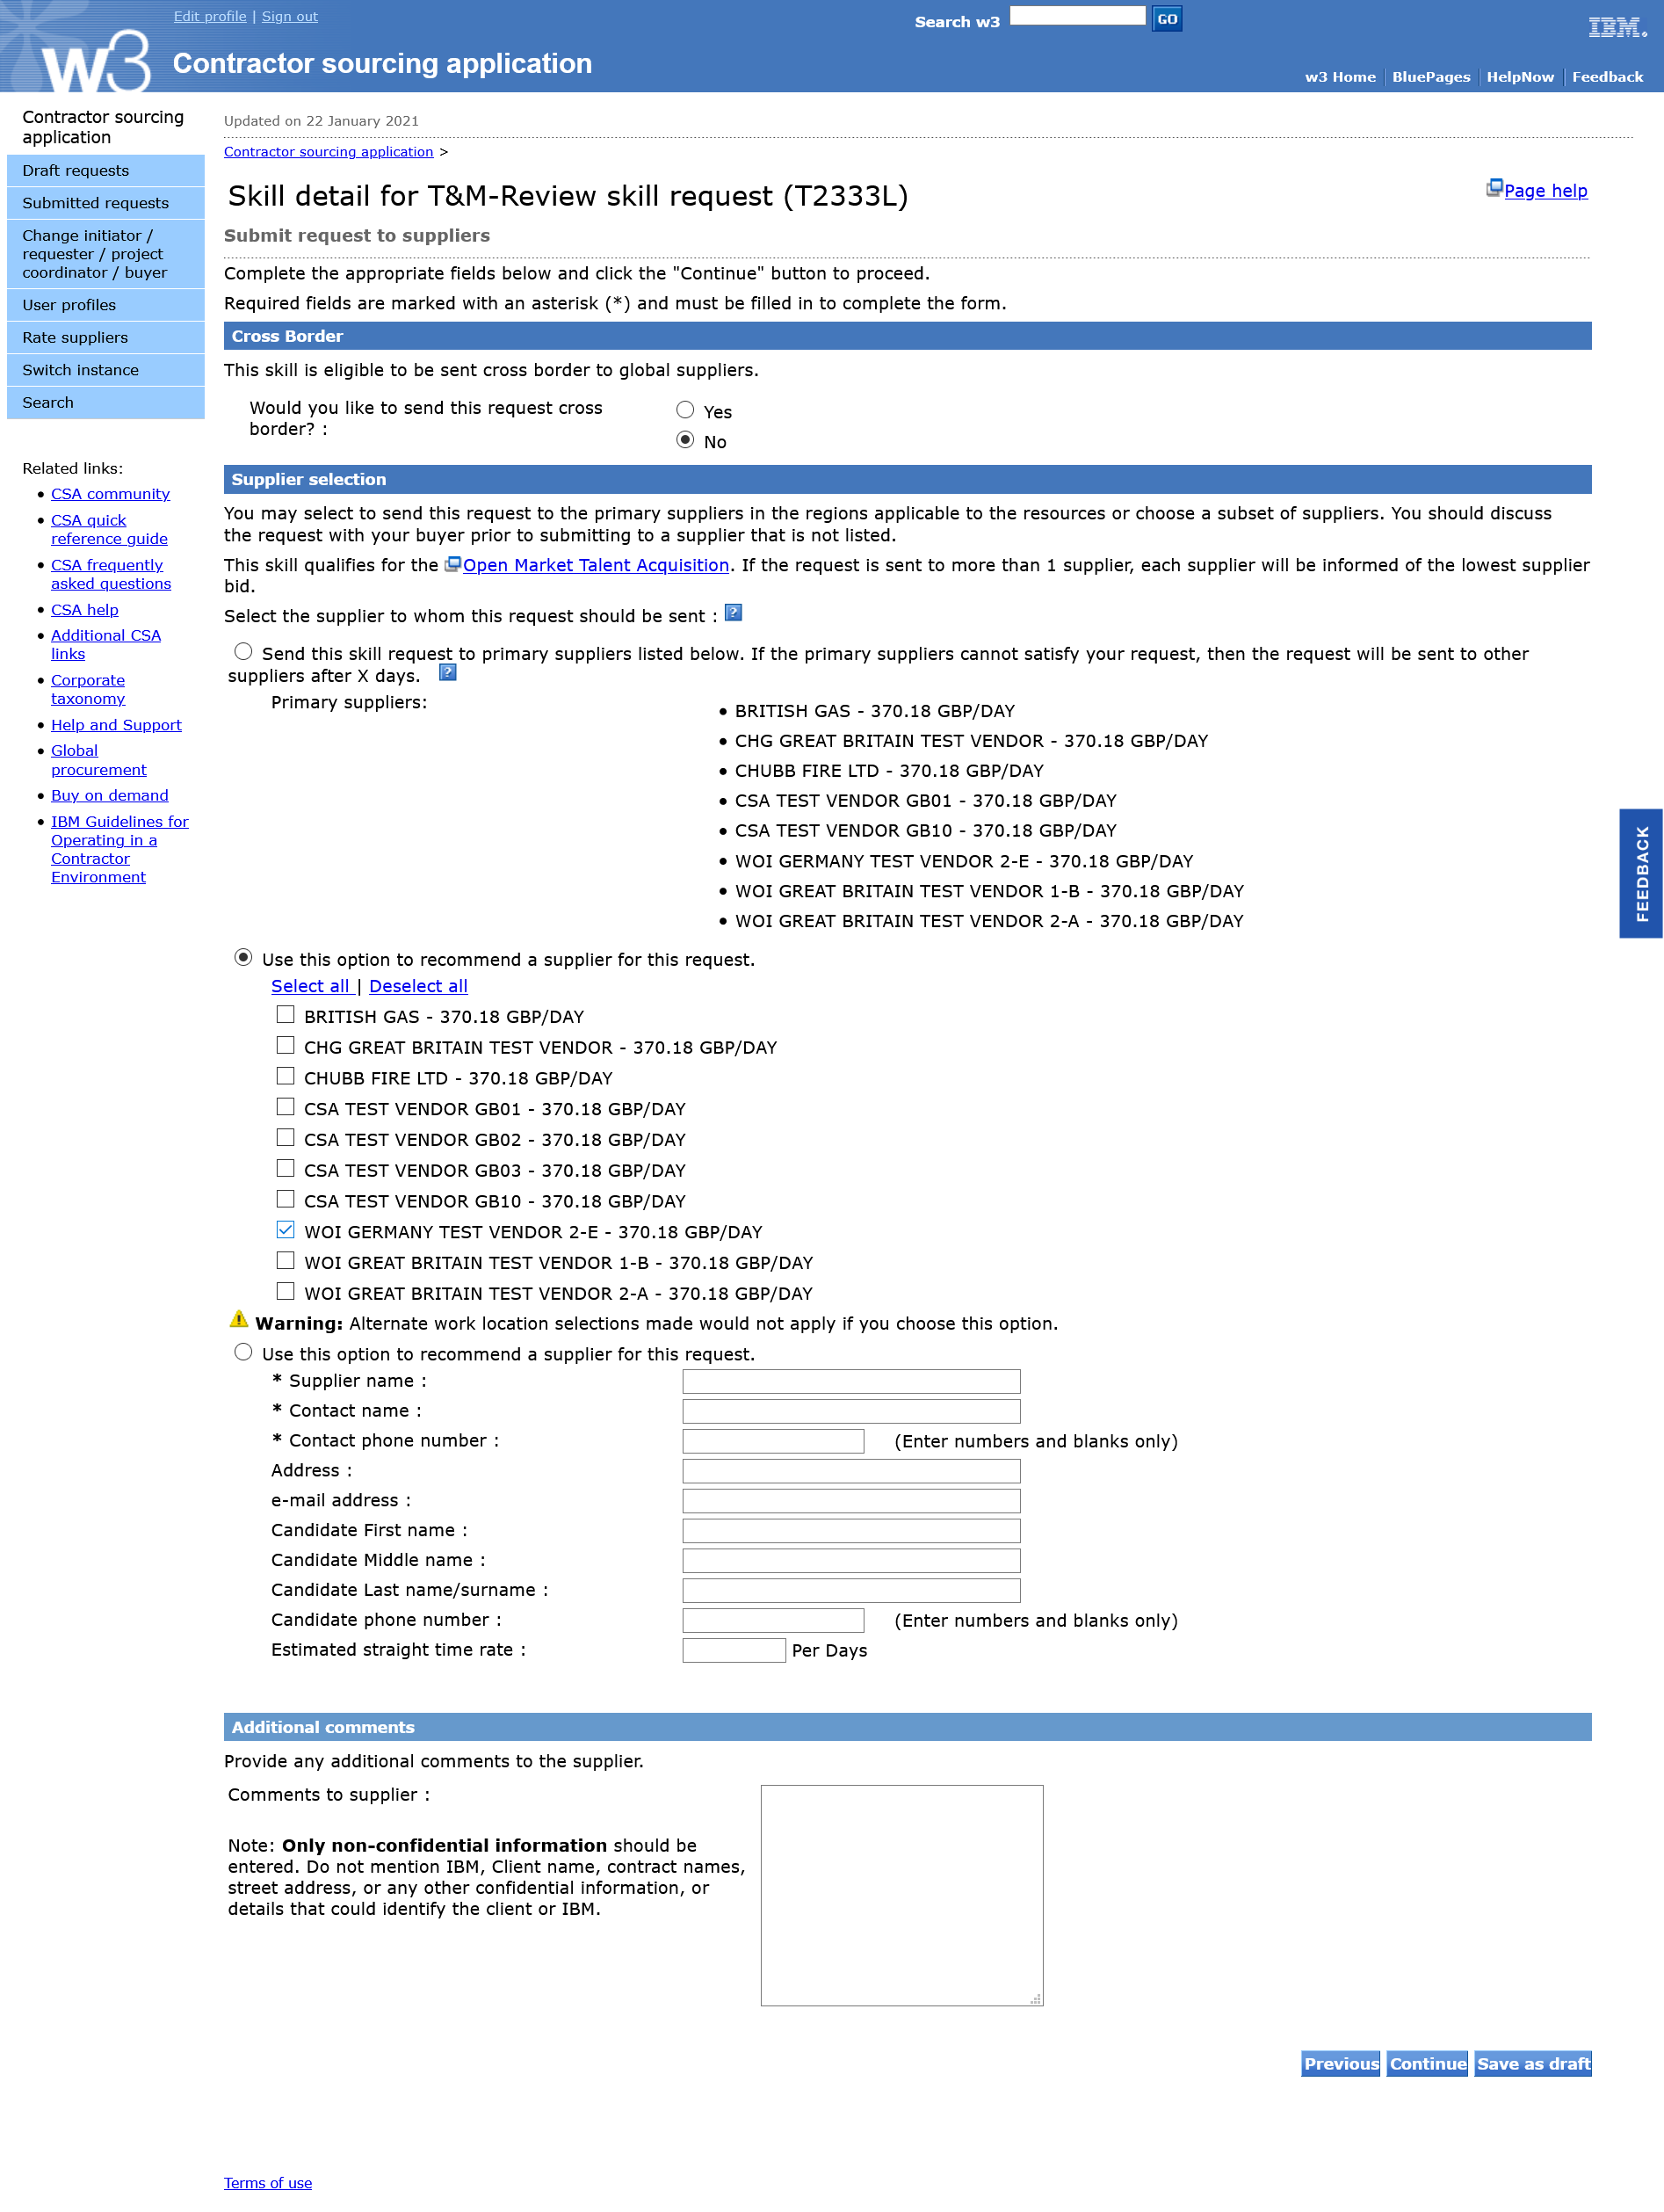 Edit profile | Sign out
Search w3 GO
IBM.
w3
Contractor sourcing application
w3 Home BluePages HelpNow Feedback
Contractor sourcing
application
Draft requests
Submitted requests
Change initiator /
requester / project
coordinator / buyer
User profiles
Rate suppliers
Switch instance
Search
Related links:
• CSA community
• CSA quick
reference guide
• CSA frequently
asked questions
• CSA help
• Additional CSA
links
• Corporate
taxonomy
• Help and Support
• Global
procurement
• Buy on demand
• IBM Guidelines for
Operating in a
Contractor
Environment
Updated on 22 January 2021
Contractor sourcing application >
Skill detail for T&M-Review skill request (T2333L)
Page help
Submit request to suppliers
Complete the appropriate fields below and click the "Continue" button to proceed.
Required fields are marked with an asterisk (*) and must be filled in to complete the form.
Cross Border
This skill is eligible to be sent cross border to global suppliers.
Would you like to send this request cross
border? :
Yes
No
Supplier selection
You may select to send this request to the primary suppliers in the regions applicable to the resources or choose a subset of suppliers. You should discuss
the request with your buyer prior to submitting to a supplier that is not listed.
This skill qualifies for the Open Market Talent Acquisition. If the request is sent to more than 1 supplier, each supplier will be informed of the lowest supplier
bid.
Select the supplier to whom this request should be sent : ?
Send this skill request to primary suppliers listed below. If the primary suppliers cannot satisfy your request, then the request will be sent to other
suppliers after X days. ?
Primary suppliers:
• BRITISH GAS - 370.18 GBP/DAY
• CHG GREAT BRITAIN TEST VENDOR - 370.18 GBP/DAY
• CHUBB FIRE LTD - 370.18 GBP/DAY
• CSA TEST VENDOR GB01 - 370.18 GBP/DAY
• CSA TEST VENDOR GB10 - 370.18 GBP/DAY
• WOI GERMANY TEST VENDOR 2-E - 370.18 GBP/DAY
• WOI GREAT BRITAIN TEST VENDOR 1-B - 370.18 GBP/DAY
• WOI GREAT BRITAIN TEST VENDOR 2-A - 370.18 GBP/DAY
FEEDBACK
Use this option to recommend a supplier for this request.
Select all | Deselect all
BRITISH GAS - 370.18 GBP/DAY
CHG GREAT BRITAIN TEST VENDOR - 370.18 GBP/DAY
CHUBB FIRE LTD - 370.18 GBP/DAY
CSA TEST VENDOR GB01 - 370.18 GBP/DAY
CSA TEST VENDOR GB02 - 370.18 GBP/DAY
CSA TEST VENDOR GB03 - 370.18 GBP/DAY
CSA TEST VENDOR GB10 - 370.18 GBP/DAY
WOI GERMANY TEST VENDOR 2-E - 370.18 GBP/DAY
WOI GREAT BRITAIN TEST VENDOR 1-B - 370.18 GBP/DAY
WOI GREAT BRITAIN TEST VENDOR 2-A - 370.18 GBP/DAY
Warning: Alternate work location selections made would not apply if you choose this option.
Use this option to recommend a supplier for this request.
* Supplier name :
* Contact name :
* Contact phone number : (Enter numbers and blanks only)
Address :
e-mail address :
Candidate First name :
Candidate Middle name :
Candidate Last name/surname :
Candidate phone number : (Enter numbers and blanks only)
Estimated straight time rate : Per Days
Additional comments
Provide any additional comments to the supplier.
Comments to supplier :
Note: Only non-confidential information should be
entered. Do not mention IBM, Client name, contract names,
street address, or any other confidential information, or
details that could identify the client or IBM.
Previous Continue Save as draft
Terms of use